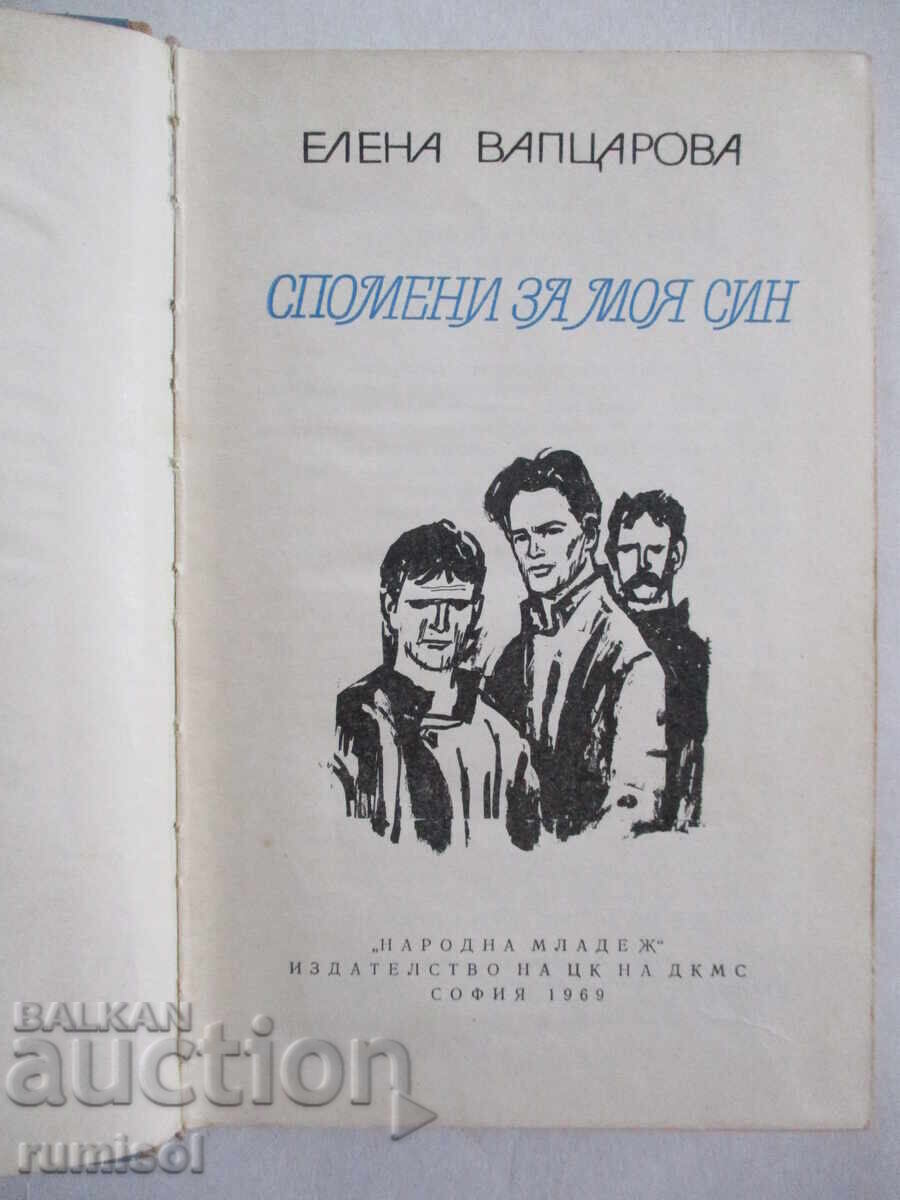 ЕЛЕНА ВАПЦАРОВА
СПОМЕНИ ЗА МОЯ СИН
„НАРОДНА МЛАДЕЖ“
ИЗДАТЕЛСТВО НА ЦК НА ДКМС
СОФИЯ 1969
BALKAN
auction
rumisol